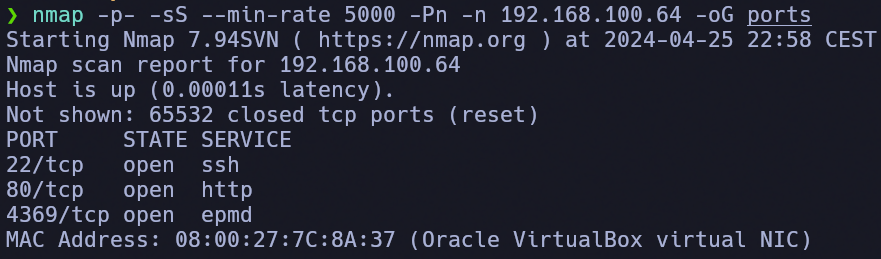 ❯ nmap -p- -sS --min-rate 5000 -Pn -n 192.168.100.64 -oG ports
Starting Nmap 7.94SVN ( https://nmap.org ) at 2024-04-25 22:58 CEST
Nmap scan report for 192.168.100.64
Host is up (0.00011s latency).
Not shown: 65532 closed tcp ports (reset)
PORT     STATE SERVICE
22/tcp   open  ssh
80/tcp   open  http
4369/tcp open  epmd
MAC Address: 08:00:27:7C:8A:37 (Oracle VirtualBox virtual NIC)